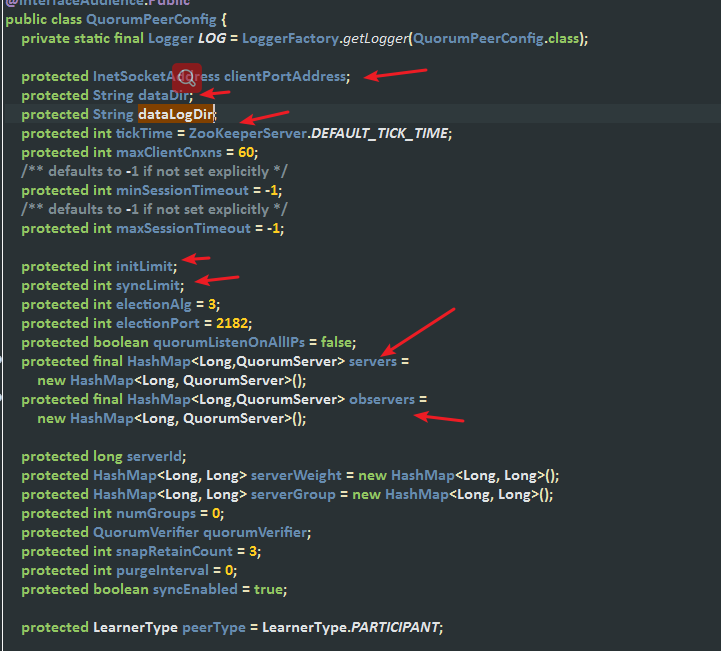 @InterfaceAudience.Public
public class QuorumPeerConfig {
private static final Logger LOG = LoggerFactory.getLogger(QuorumPeerConfig.class);
protected InetSocketAddress clientPortAddress;
protected String dataDir;
protected String dataLogDir;
protected int tickTime = ZooKeeperServer.DEFAULT_TICK_TIME;
protected int maxClientCnxns = 60;
/** defaults to -1 if not set explicitly */
protected int minSessionTimeout = -1;
/** defaults to -1 if not set explicitly */
protected int maxSessionTimeout = -1;
protected int initLimit;
protected int syncLimit;
protected int electionAlg = 3;
protected int electionPort = 2182;
protected boolean quorumListenOnAllIPs = false;
protected final HashMap<Long,QuorumServer> servers =
new HashMap<Long, QuorumServer>();
protected final HashMap<Long,QuorumServer> observers =
new HashMap<Long, QuorumServer>();
protected long serverId;
protected HashMap<Long, Long> serverWeight = new HashMap<Long, Long>();
protected HashMap<Long, Long> serverGroup = new HashMap<Long, Long>();
protected int numGroups = 0;
protected QuorumVerifier quorumVerifier;
protected int snapRetainCount = 3;
protected int purgeInterval = 0;
protected boolean syncEnabled = true;
protected LearnerType peerType = LearnerType.PARTICIPANT;